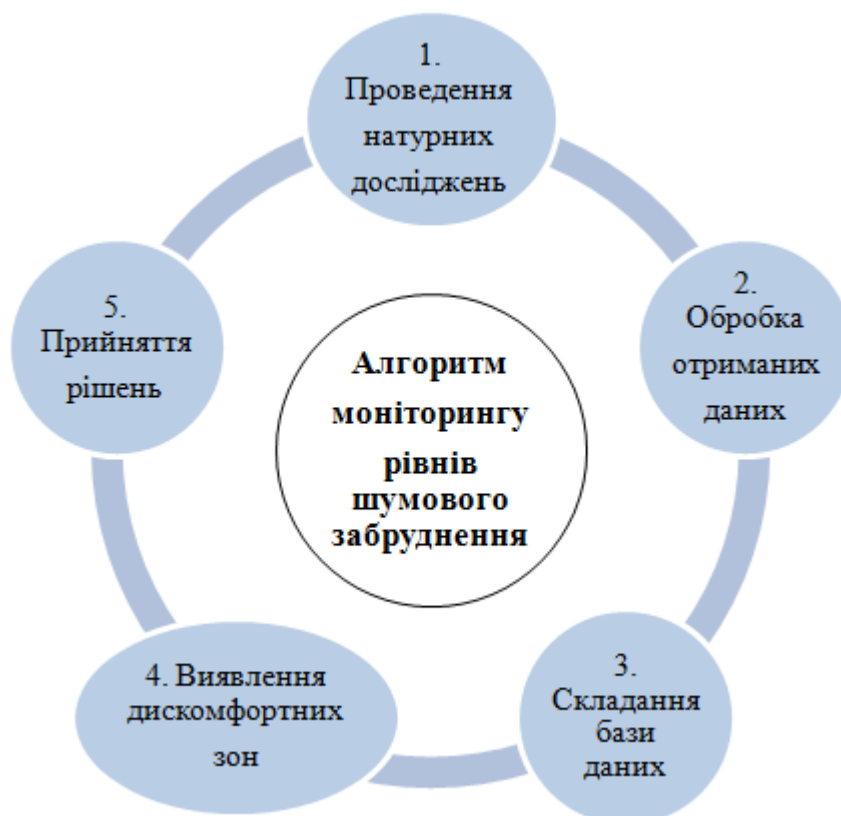 1.
Проведення
натурних
досліджень
2.
Обробка
отриманих
даних
3.
Складання
бази
даних
4. Виявлення
дискомфортних
зон
5.
Прийняття
рішень
Алгоритм
моніторингу
рівнів
шумового
забруднення